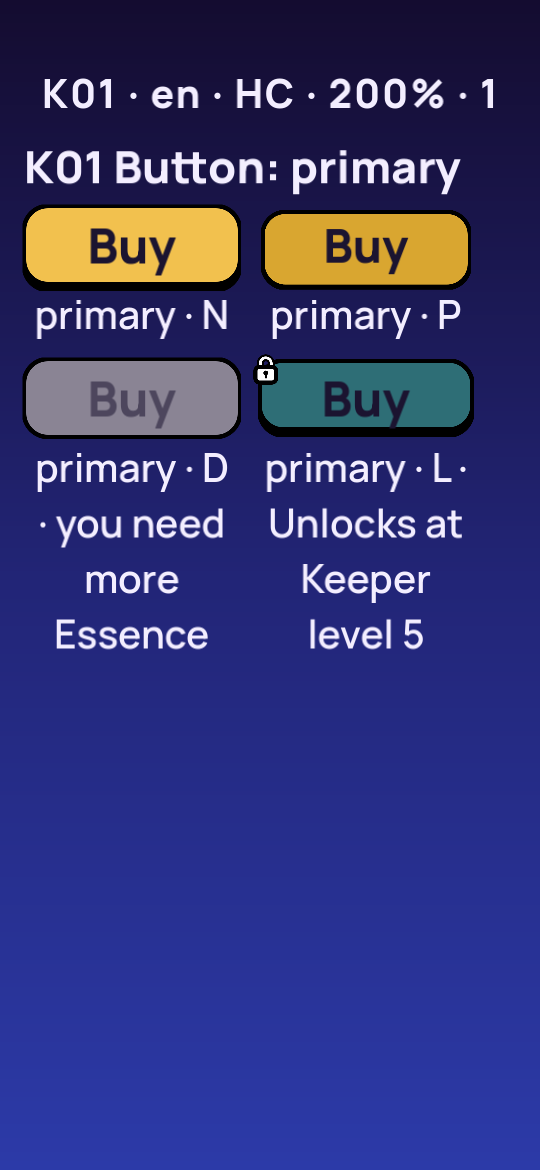 K01 · en · HC · 200% · 1
K01 Button: primary
Buy
Buy
primary · N
primary · P
Buy
Buy
primary · D
· you need
more
Essence
primary · L ·
Unlocks at
Keeper
level 5